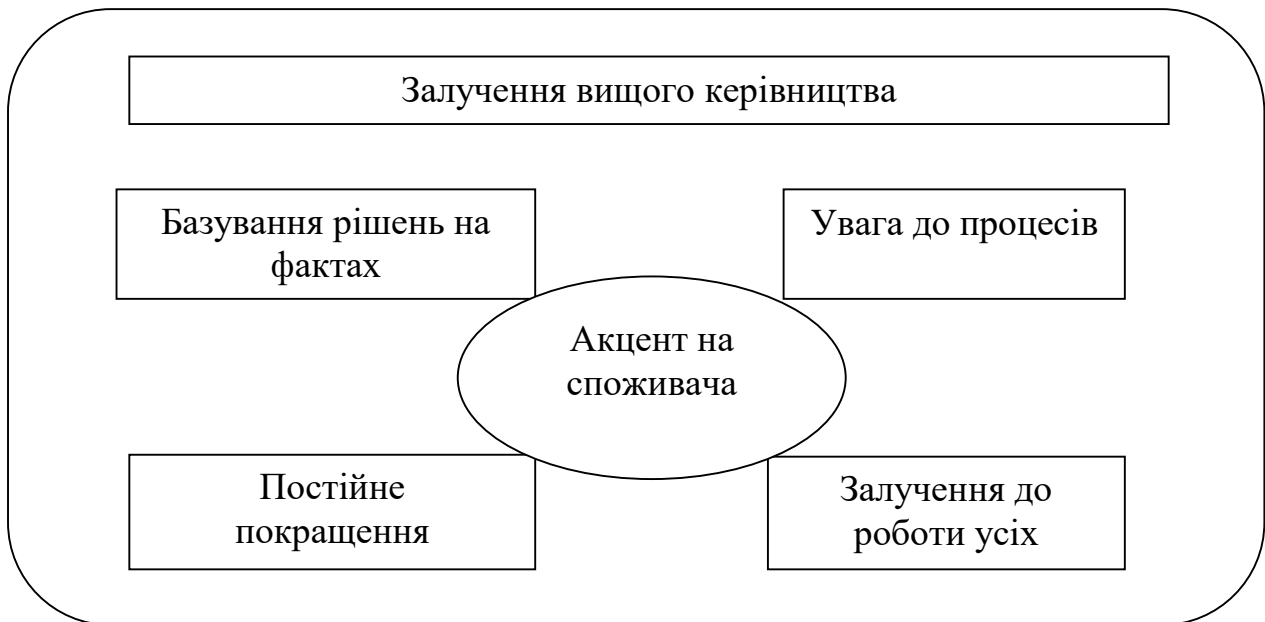 Залучення вищого керівництва
Базування рішень на
фактах
Увага до процесів
Акцент на
споживача
Постійне
покращення
Залучення до
роботи усіх